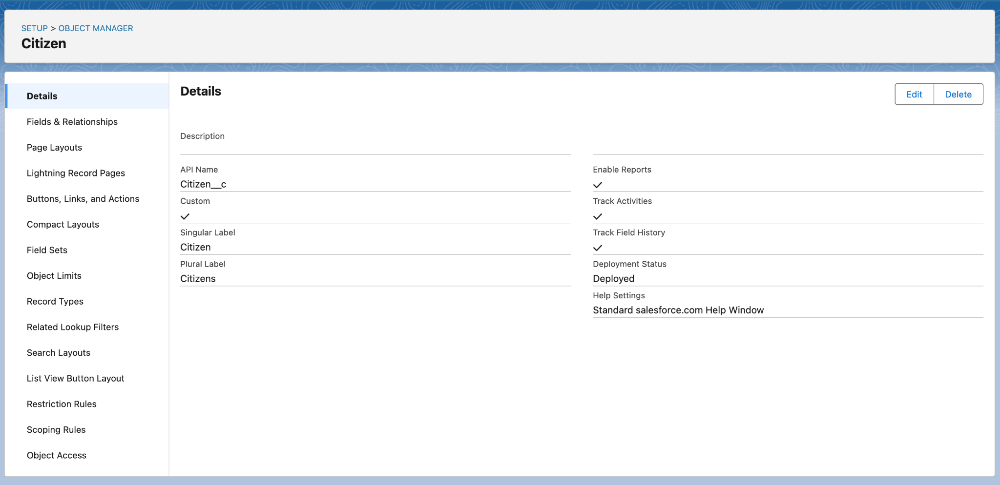 SETUP > OBJECT MANAGER
Citizen
Details
Fields & Relationships
Page Layouts
Lightning Record Pages
Buttons, Links, and Actions
Compact Layouts
Field Sets
Object Limits
Record Types
Related Lookup Filters
Search Layouts
List View Button Layout
Restriction Rules
Scoping Rules
Object Access
Details
Edit
Delete
Description
API Name
Citizen__c
Custom
Singular Label
Citizen
Plural Label
Citizens
Enable Reports
Track Activities
Track Field History
Deployment Status
Deployed
Help Settings
Standard salesforce.com Help Window